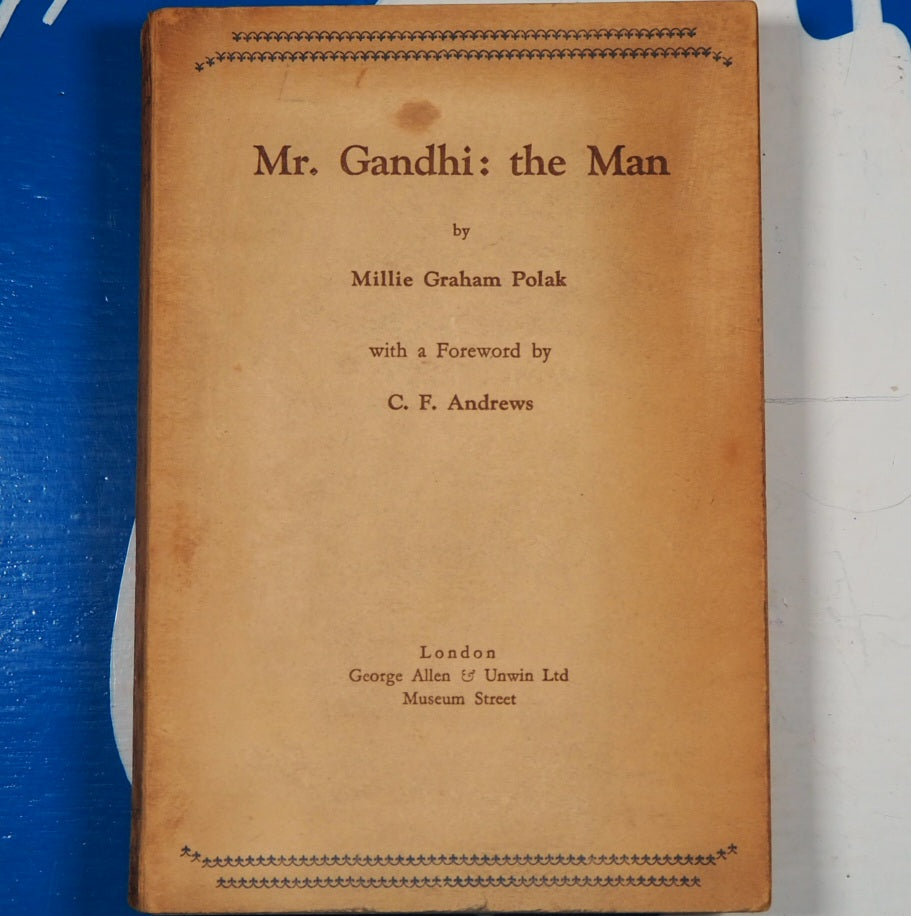 Mr. Gandhi: the Man
by
Millie Graham Polak
with a Foreword by
C. F. Andrews
London
George Allen & Unwin Ltd
Museum Street